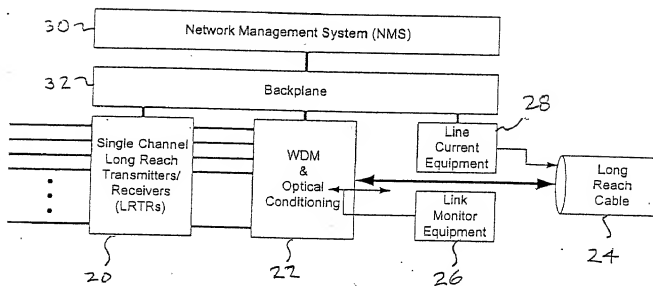 30
Network Management System (NMS)
32
Backplane
28
Single Channel
Long Reach
Transmitters/
Receivers
(LRTRs)
WDM
&
Optical
Conditioning
Line
Current
Equipment
Long
Reach
Cable
Link
Monitor
Equipment
20
22
26
24